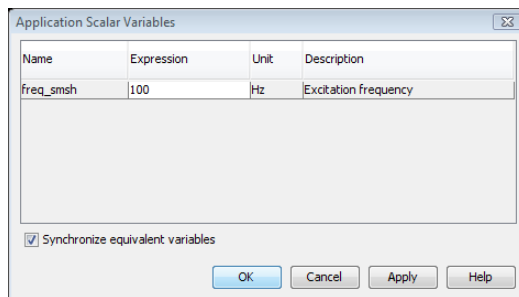 Application Scalar Variables
Name Expression Unit Description
freq_smsh 100 Hz Excitation frequency
Synchronize equivalent variables
OK Cancel Apply Help